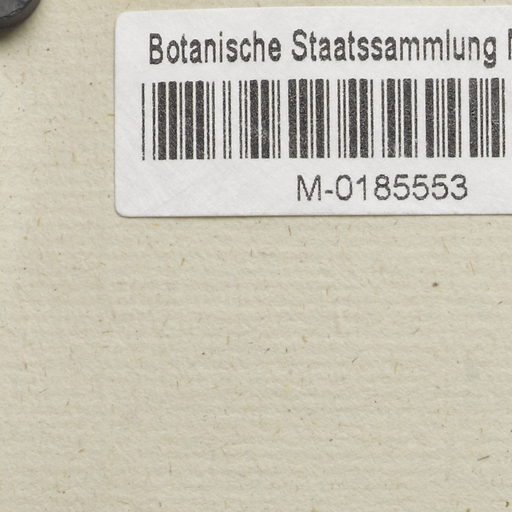 Botanische Staatssammlung
M-0185553